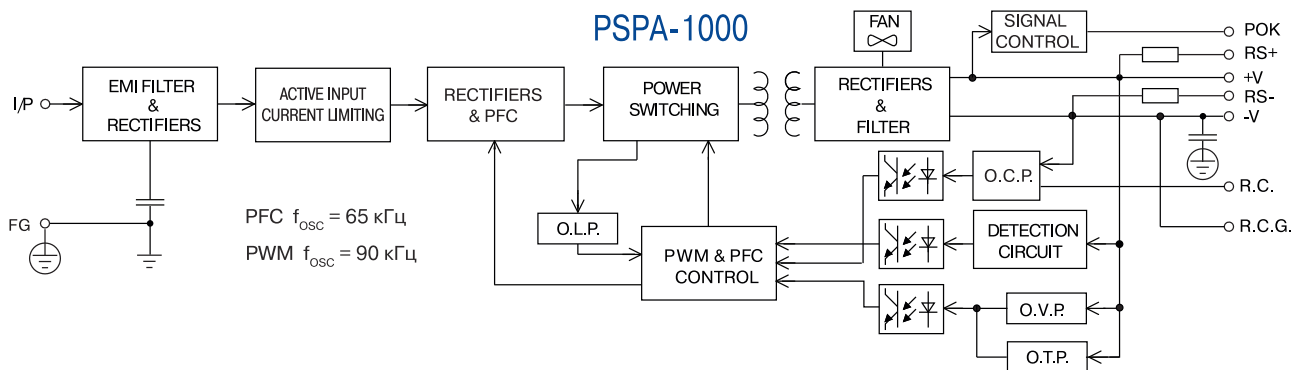 PSPA-1000
FAN
SIGNAL
CONTROL
POK
RS+
+V
RS-
-V
I/P
EMI FILTER
&
RECTIFIERS
ACTIVE INPUT
CURRENT LIMITING
RECTIFIERS
& PFC
POWER
SWITCHING
RECTIFIERS
&
FILTER
O.C.P.
R.C.
R.C.G.
FG
PFC fosc = 65 кГц
PWM fosc = 90 кГц
O.L.P.
PWM & PFC
CONTROL
DETECTION
CIRCUIT
O.V.P.
O.T.P.